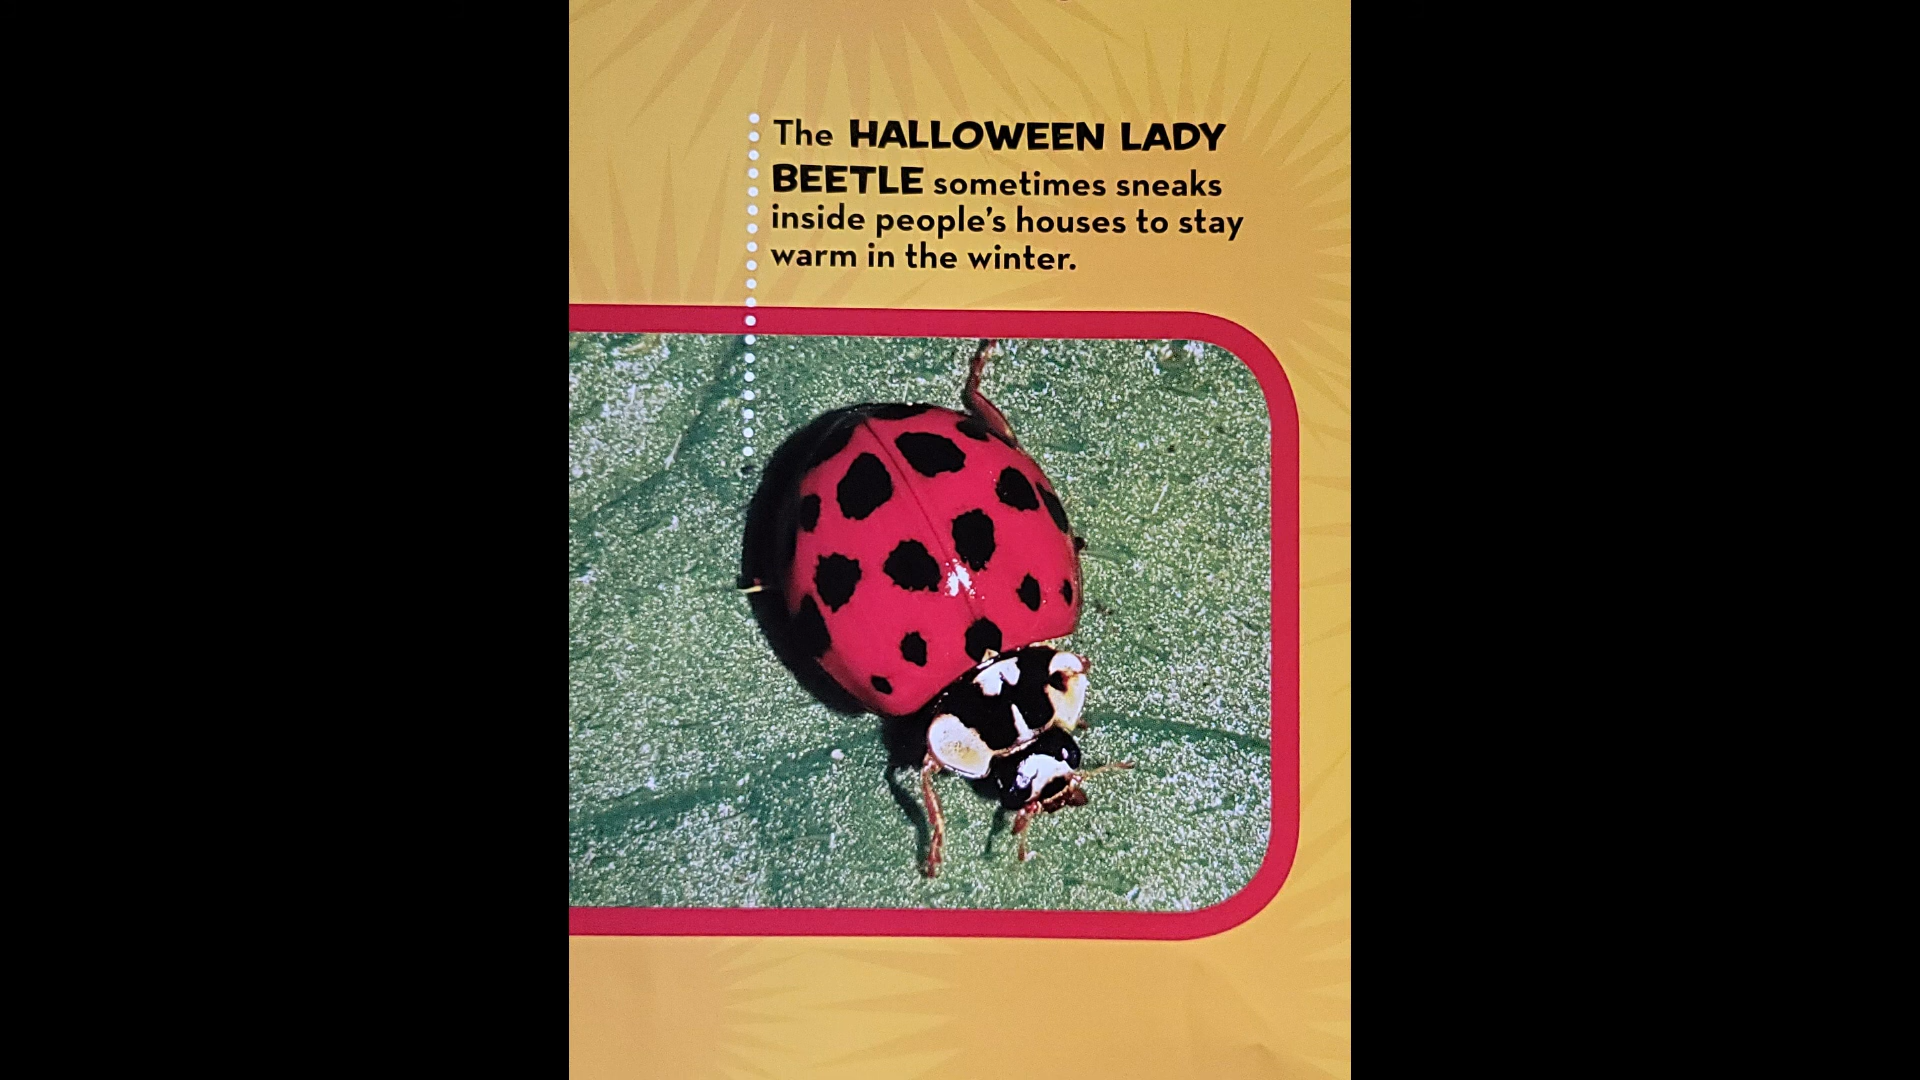 The HALLOWEEN LADY
BEETLE sometimes sneaks
inside people's houses to stay
warm in the winter.